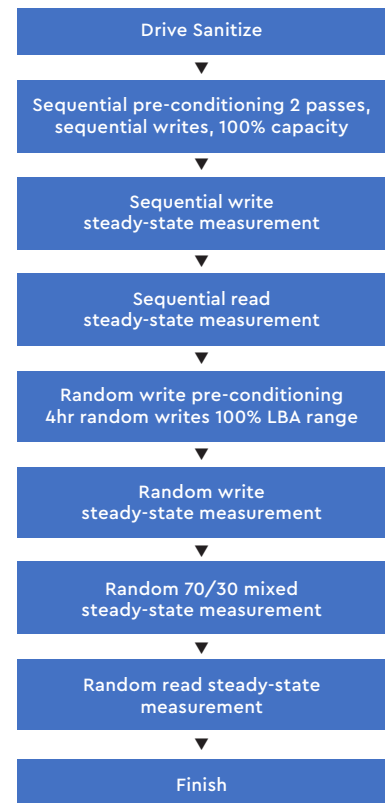 Drive Sanitize
Sequential pre-conditioning 2 passes,
sequential writes, 100% capacity
Sequential write
steady-state measurement
Sequential read
steady-state measurement
Random write pre-conditioning
4hr random writes 100% LBA range
Random write
steady-state measurement
Random 70/30 mixed
steady-state measurement
Random read steady-state
measurement
Finish